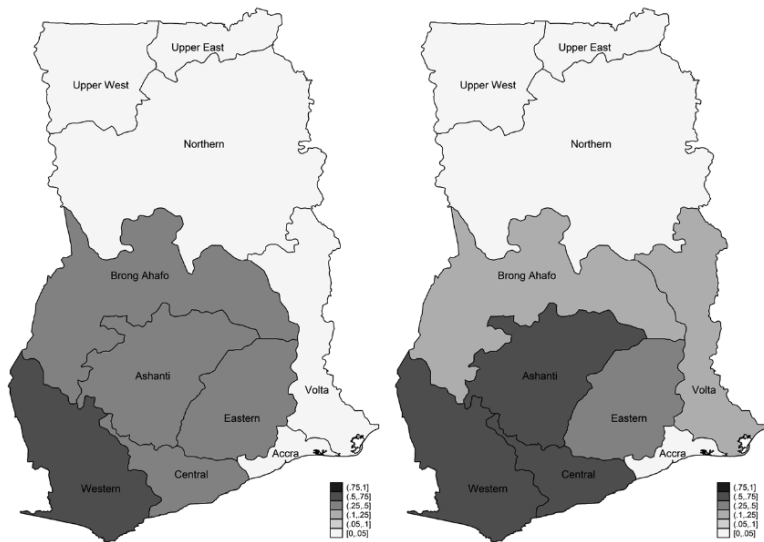 Upper East
Upper West
Northern
Brong Ahafo
Ashanti
Volta
Eastern
Accra
Central
Western
(.75,1]
(.5,.75]
(.25,.5]
(.1,.25]
(.05,.1]
[0,.05]
Upper East
Upper West
Northern
Brong Ahafo
Ashanti
Volta
Eastern
Accra
Central
Western
(.75,1]
(.5,.75]
(.25,.5]
(.1,.25]
(.05,.1]
[0,.05]